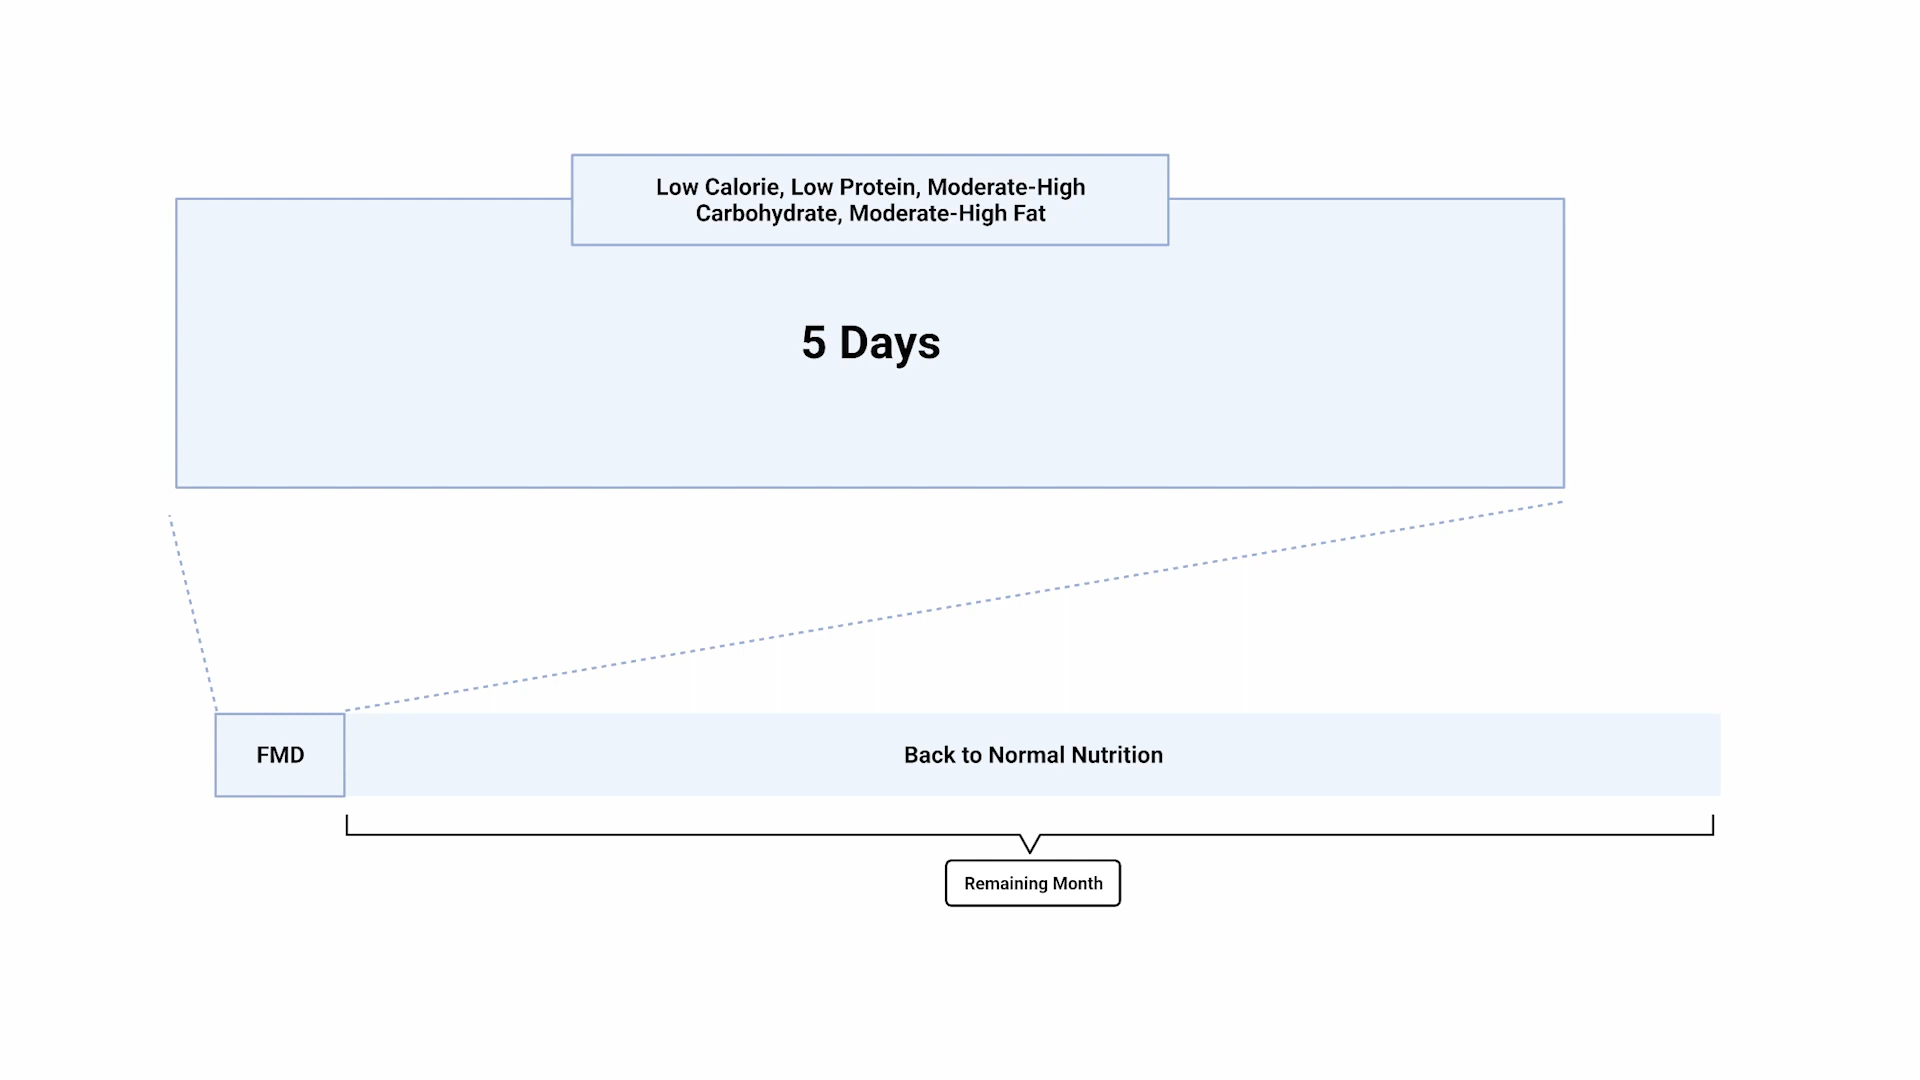 Low Calorie, Low Protein, Moderate-High
Carbohydrate, Moderate-High Fat
5 Days
FMD
Back to Normal Nutrition
Remaining Month